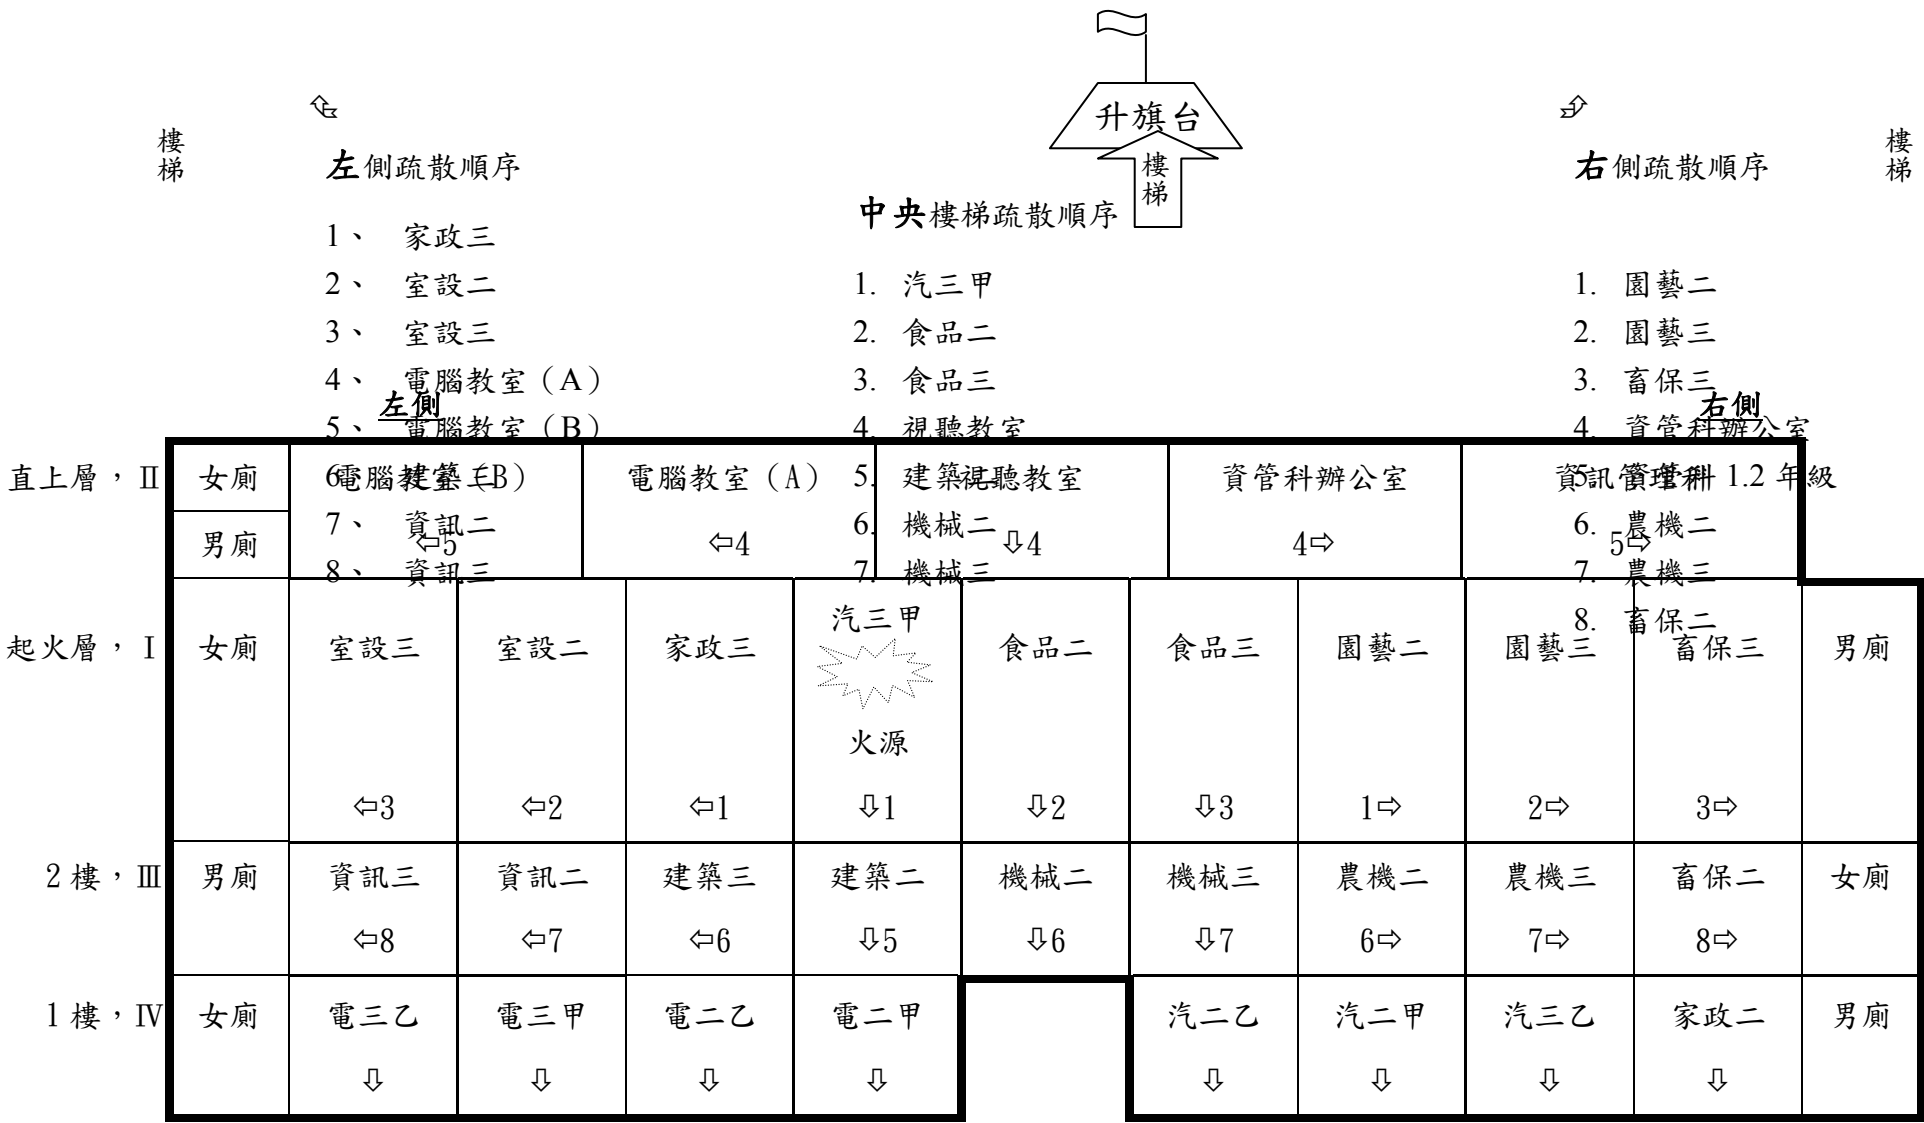 升旗台
樓梯
樓梯
樓梯
左側疏散順序
1、 家政三
2、 室設二
3、 室設三
4、 電腦教室（A）
5、 電腦教室（B）
6、 建築三
7、 資訊二
8、 資訊三
中央樓梯疏散順序
1. 汽三甲
2. 食品二
3. 食品三
4. 視聽教室
5. 建築二
6. 機械二
7. 機械三
右側疏散順序
1. 園藝二
2. 園藝三
3. 畜保三
4. 資管科辦公室
5. 資管科 1.2 年級
6. 農機二
7. 農機三
8. 畜保二
左側
右側
直上層，Ⅱ
女廁
男廁
電腦教室（B）
⇦5
電腦教室（A）
⇦4
視聽教室
⇩4
資管科辦公室
4⇨
資訊管理科
5⇨
起火層，Ⅰ
女廁
室設三
⇦3
室設二
⇦2
家政三
⇦1
汽三甲
火源
⇩1
食品二
⇩2
食品三
⇩3
園藝二
1⇨
園藝三
2⇨
畜保三
3⇨
男廁
2樓，Ⅲ
男廁
資訊三
⇦8
資訊二
⇦7
建築三
⇦6
建築二
⇩5
機械二
⇩6
機械三
⇩7
農機二
6⇨
農機三
7⇨
畜保二
8⇨
女廁
1樓，Ⅳ
女廁
電三乙
⇩
電三甲
⇩
電二乙
⇩
電二甲
⇩
汽二乙
⇩
汽二甲
⇩
汽三乙
⇩
家政二
⇩
男廁